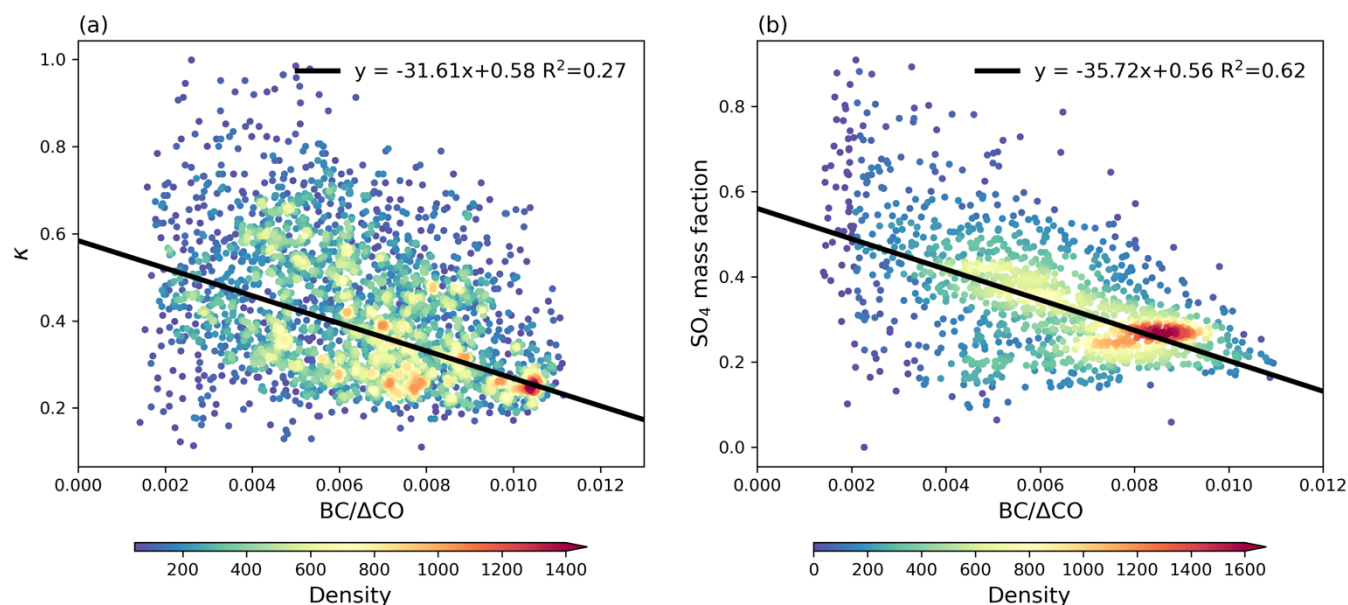 (a)
y = -31.61x+0.58 R²=0.27
1.0
0.8
0.6
0.4
0.2
κ
0.000 0.002 0.004 0.006 0.008 0.010 0.012
BC/ΔCO
200 400 600 800 1000 1200 1400
Density
(b)
y = -35.72x+0.56 R²=0.62
0.8
0.6
0.4
0.2
0.0
SO₄ mass faction
0.000 0.002 0.004 0.006 0.008 0.010 0.012
BC/ΔCO
0 200 400 600 800 1000 1200 1400 1600
Density